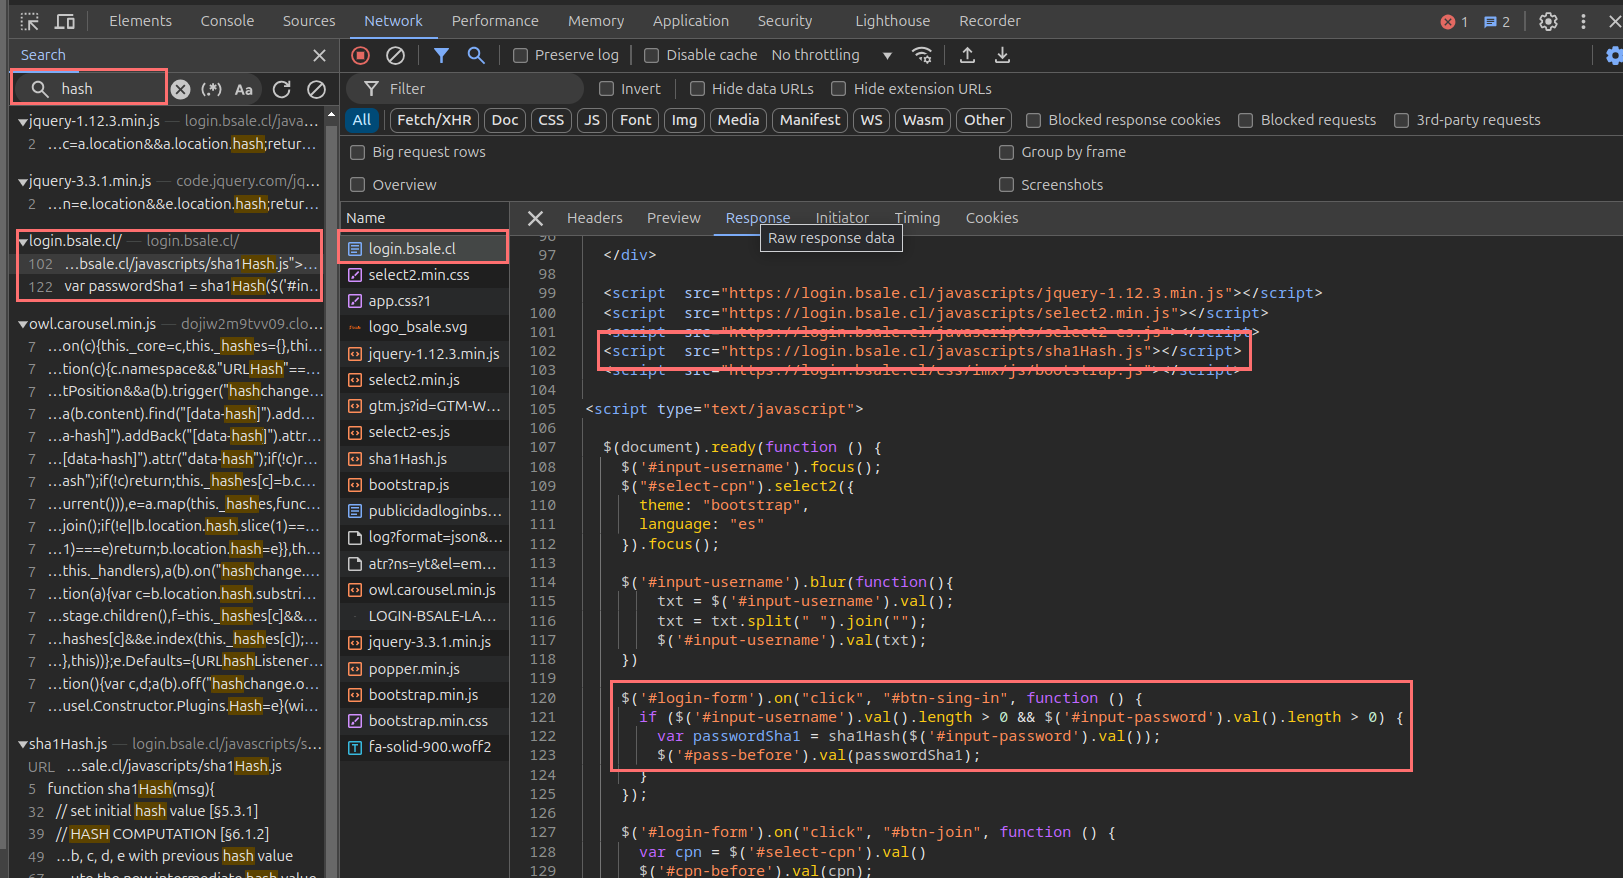 Elements Console Sources Network Performance Memory Application Security Lighthouse Recorder 1 2
Search
hash (.*) Aa
Preserve log Disable cache No throttling
Filter Invert Hide data URLs Hide extension URLs
All Fetch/XHR Doc CSS JS Font Img Media Manifest WS Wasm Other Blocked response cookies Blocked requests 3rd-party requests
Big request rows Group by frame
Overview Screenshots
jquery-1.12.3.min.js — login.bsale.cl/java…
2 …c=a.location&&a.location.hash;retur…
jquery-3.3.1.min.js — code.jquery.com/jq…
2 …n=e.location&&e.location.hash;retur…
login.bsale.cl/ — login.bsale.cl/
102 …bsale.cl/javascripts/sha1Hash.js">…
122 var passwordSha1 = sha1Hash($('#in…
owl.carousel.min.js — dojiw2m9tvv09.clo…
7 …on(c){this._core=c,this._hashes={},thi…
7 …tion(c){c.namespace&&"URLHash"==…
7 …tPosition&&a(b).trigger("hashchange…
7 …a(b.content).find("[data-hash]").add…
7 …a-hash]").addBack("[data-hash]").attr…
7 …[data-hash]").attr("data-hash");if(!c)r…
7 …ash");if(!c)return;this._hashes[c]=b.c…
7 …urrent())),e=a.map(this._hashes,func…
7 …join();if(!e||b.location.hash.slice(1)==…
7 …1)===e)return;b.location.hash=e}},th…
7 …this._handlers),a(b).on("hashchange.…
7 …tion(a){var c=b.location.hash.substri…
7 …stage.children(),f=this._hashes[c]&&…
7 …hashes[c]&&e.index(this._hashes[c]);…
7 …},this))};e.Defaults={URLhashListener…
7 …tion(){var c,d;a(b).off("hashchange.o…
7 …usel.Constructor.Plugins.Hash=e}(wi…
sha1Hash.js — login.bsale.cl/javascripts/s…
URL …sale.cl/javascripts/sha1Hash.js
5 function sha1Hash(msg){
32 // set initial hash value [§5.3.1]
39 // HASH COMPUTATION [§6.1.2]
49 …b, c, d, e with previous hash value
67 …ute the new intermediate hash value
Name
login.bsale.cl
select2.min.css
app.css?1
logo_bsale.svg
jquery-1.12.3.min.js
select2.min.js
gtm.js?id=GTM-W…
select2-es.js
sha1Hash.js
bootstrap.js
publicidadloginbs…
log?format=json&…
atr?ns=yt&el=em…
owl.carousel.min.js
LOGIN-BSALE-LA…
jquery-3.3.1.min.js
popper.min.js
bootstrap.min.js
bootstrap.min.css
fa-solid-900.woff2
Headers Preview Response Initiator Timing Cookies
Raw response data
96
97 </div>
98
99 <script src="https://login.bsale.cl/javascripts/jquery-1.12.3.min.js"></script>
100 <script src="https://login.bsale.cl/javascripts/select2.min.js"></script>
101 <script src="https://login.bsale.cl/javascripts/select2-es.js"></script>
102 <script src="https://login.bsale.cl/javascripts/sha1Hash.js"></script>
103 <script src="https://login.bsale.cl/css/imx/js/bootstrap.js"></script>
104
105 <script type="text/javascript">
106
107 $(document).ready(function () {
108 $('#input-username').focus();
109 $("#select-cpn").select2({
110 theme: "bootstrap",
111 language: "es"
112 }).focus();
113
114 $('#input-username').blur(function(){
115 txt = $('#input-username').val();
116 txt = txt.split(" ").join("");
117 $('#input-username').val(txt);
118 })
119
120 $('#login-form').on("click", "#btn-sing-in", function () {
121 if ($('#input-username').val().length > 0 && $('#input-password').val().length > 0) {
122 var passwordSha1 = sha1Hash($('#input-password').val());
123 $('#pass-before').val(passwordSha1);
124 }
125 });
126
127 $('#login-form').on("click", "#btn-join", function () {
128 var cpn = $('#select-cpn').val()
129 $('#cpn-before').val(cpn);